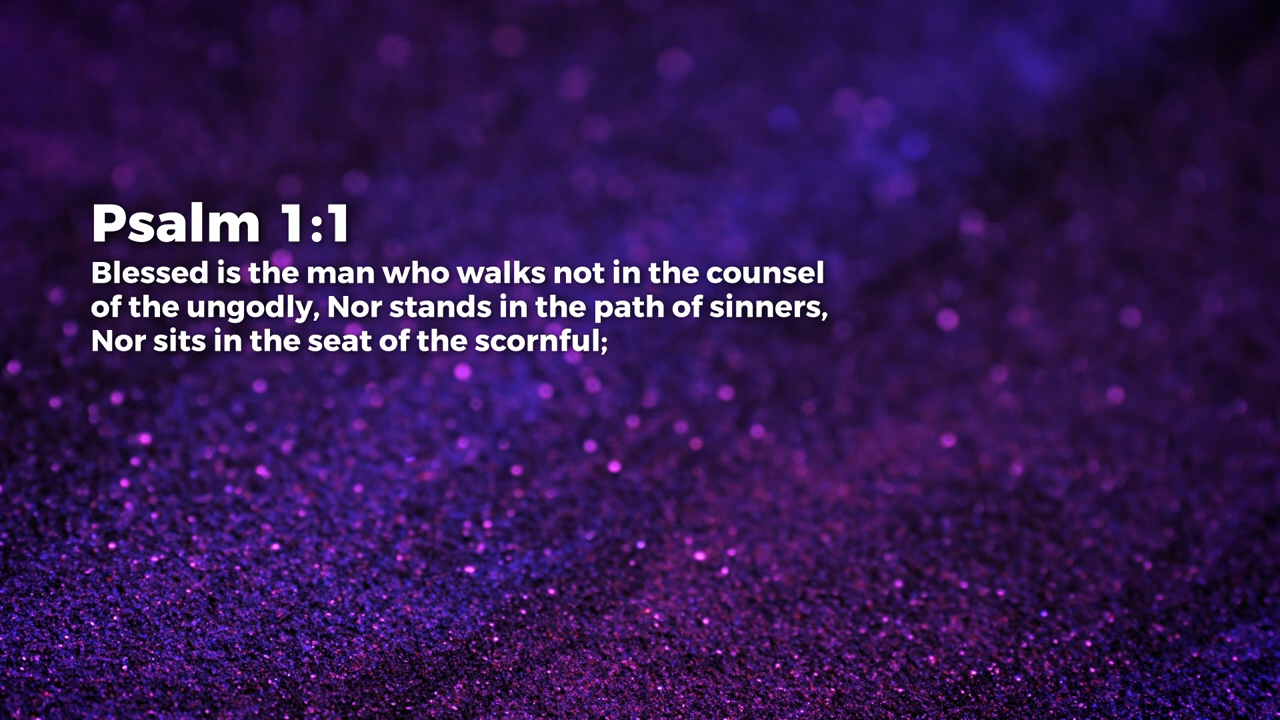 Psalm 1:1
Blessed is the man who walks not in the counsel
of the ungodly, Nor stands in the path of sinners,
Nor sits in the seat of the scornful;